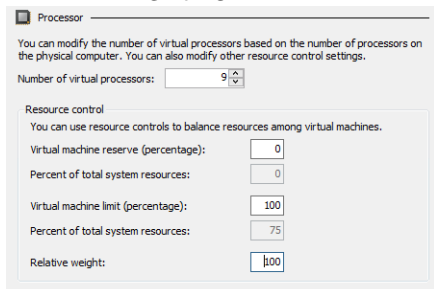 Processor
You can modify the number of virtual processors based on the number of processors on
the physical computer. You can also modify other resource control settings.
Number of virtual processors: 9
Resource control
You can use resource controls to balance resources among virtual machines.
Virtual machine reserve (percentage): 0
Percent of total system resources: 0
Virtual machine limit (percentage): 100
Percent of total system resources: 75
Relative weight: 100